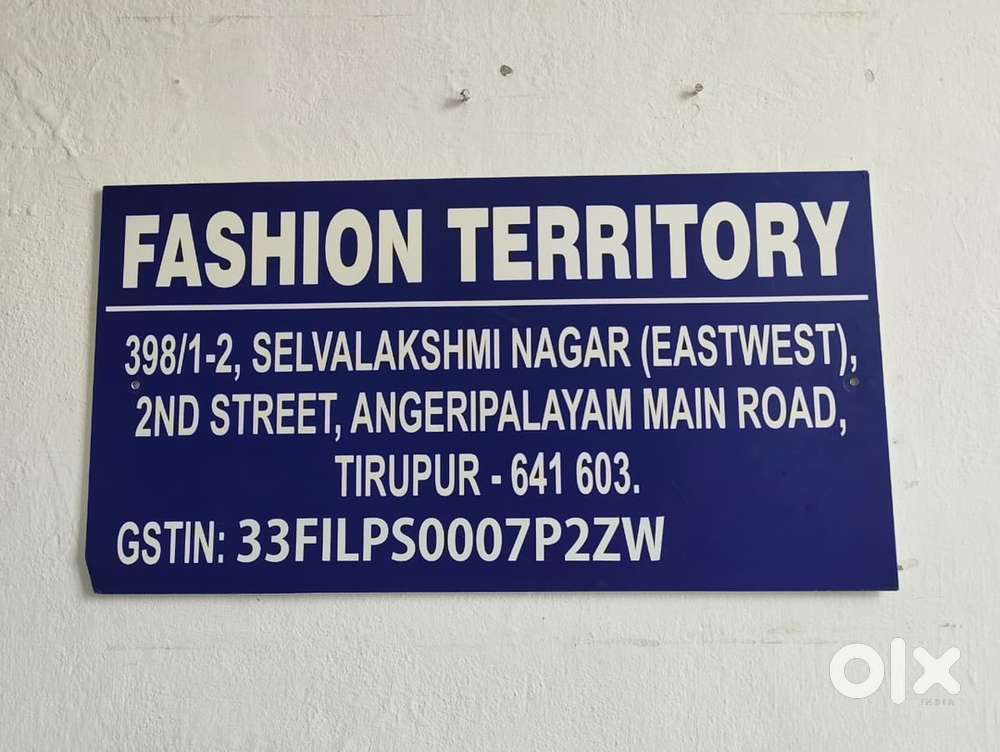 FASHION TERRITORY
398/1-2, SELVALAKSHMI NAGAR (EASTWEST),
2ND STREET, ANGERIPALAYAM MAIN ROAD,
TIRUPUR - 641 603.
GSTIN: 33FILPS0007P2ZW
olx
INDIA